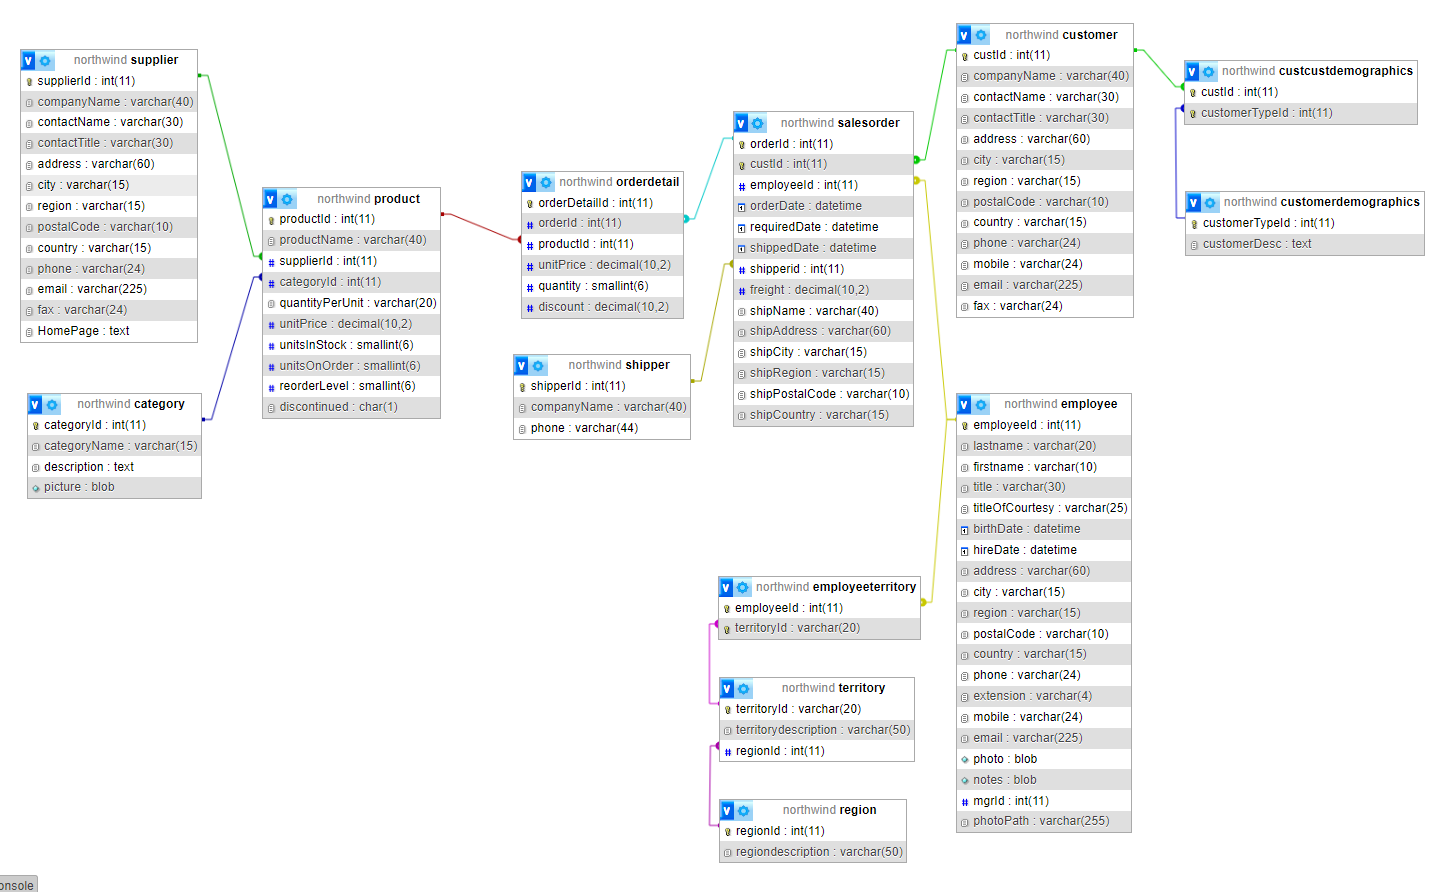 northwind supplier
supplierId : int(11)
companyName : varchar(40)
contactName : varchar(30)
contactTitle : varchar(30)
address : varchar(60)
city : varchar(15)
region : varchar(15)
postalCode : varchar(10)
country : varchar(15)
phone : varchar(24)
email : varchar(225)
fax : varchar(24)
HomePage : text
northwind category
categoryId : int(11)
categoryName : varchar(15)
description : text
picture : blob
northwind product
productId : int(11)
productName : varchar(40)
supplierId : int(11)
categoryId : int(11)
quantityPerUnit : varchar(20)
unitPrice : decimal(10,2)
unitsInStock : smallint(6)
unitsOnOrder : smallint(6)
reorderLevel : smallint(6)
discontinued : char(1)
northwind orderdetail
orderDetailId : int(11)
orderId : int(11)
productId : int(11)
unitPrice : decimal(10,2)
quantity : smallint(6)
discount : decimal(10,2)
northwind shipper
shipperId : int(11)
companyName : varchar(40)
phone : varchar(44)
northwind salesorder
orderId : int(11)
custId : int(11)
employeeId : int(11)
orderDate : datetime
requiredDate : datetime
shippedDate : datetime
shipperid : int(11)
freight : decimal(10,2)
shipName : varchar(40)
shipAddress : varchar(60)
shipCity : varchar(15)
shipRegion : varchar(15)
shipPostalCode : varchar(10)
shipCountry : varchar(15)
northwind customer
custId : int(11)
companyName : varchar(40)
contactName : varchar(30)
contactTitle : varchar(30)
address : varchar(60)
city : varchar(15)
region : varchar(15)
postalCode : varchar(10)
country : varchar(15)
phone : varchar(24)
mobile : varchar(24)
email : varchar(225)
fax : varchar(24)
northwind custcustdemographics
custId : int(11)
customerTypeId : int(11)
northwind customerdemographics
customerTypeId : int(11)
customerDesc : text
northwind employee
employeeId : int(11)
lastname : varchar(20)
firstname : varchar(10)
title : varchar(30)
titleOfCourtesy : varchar(25)
birthDate : datetime
hireDate : datetime
address : varchar(60)
city : varchar(15)
region : varchar(15)
postalCode : varchar(10)
country : varchar(15)
phone : varchar(24)
extension : varchar(4)
mobile : varchar(24)
email : varchar(225)
photo : blob
notes : blob
mgrId : int(11)
photoPath : varchar(255)
northwind employeeterritory
employeeId : int(11)
territoryId : varchar(20)
northwind territory
territoryId : varchar(20)
territorydescription : varchar(50)
regionId : int(11)
northwind region
regionId : int(11)
regiondescription : varchar(50)
onsole